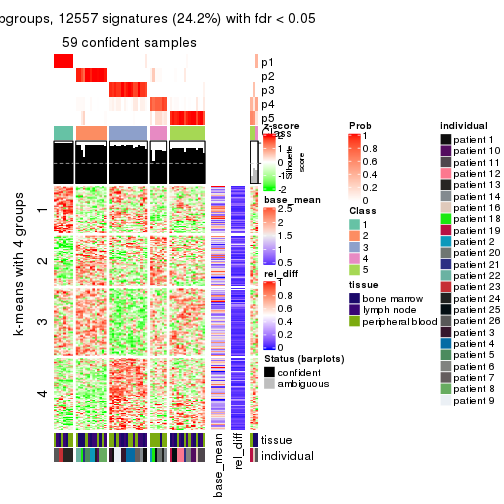 ogroups, 12557 signatures (24.2%) with fdr < 0.05
59 confident samples
p1
p2
p3
p4
p5
Class
Silhouette score
k-means with 4 groups
1
2
3
4
tissue
individual
base_mean
rel_diff
z-score
2
1
0
-1
-2
base_mean
2.5
2
1.5
1
0.5
rel_diff
1
0.8
0.6
0.4
0.2
0
Status (barplots)
confident
ambiguous
Prob
1
0.8
0.6
0.4
0.2
0
Class
1
2
3
4
5
tissue
bone marrow
lymph node
peripheral blood
individual
patient 1
patient 10
patient 11
patient 12
patient 13
patient 14
patient 16
patient 18
patient 19
patient 2
patient 20
patient 21
patient 22
patient 23
patient 24
patient 25
patient 26
patient 3
patient 4
patient 5
patient 6
patient 7
patient 8
patient 9